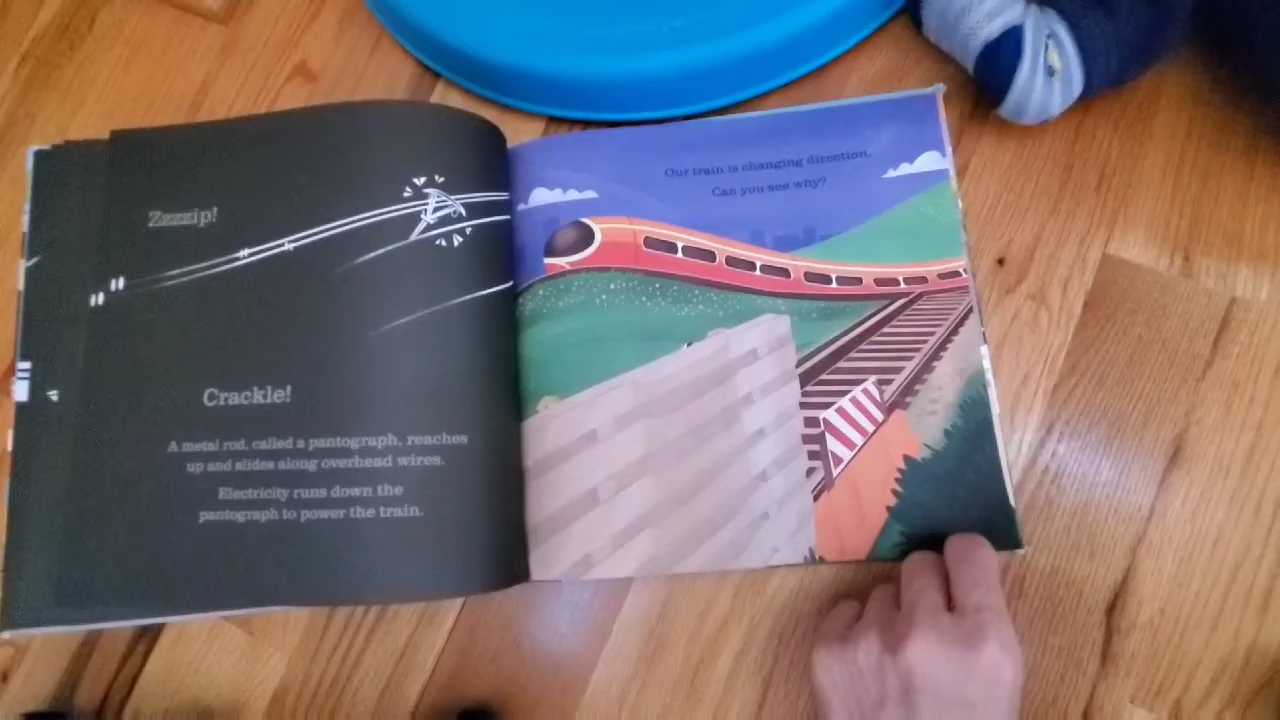 Zzzzip!
Crackle!
A metal rod, called a pantograph, reaches
up and slides along overhead wires.
Electricity runs down the
pantograph to power the train.
Our train is changing direction.
Can you see why?